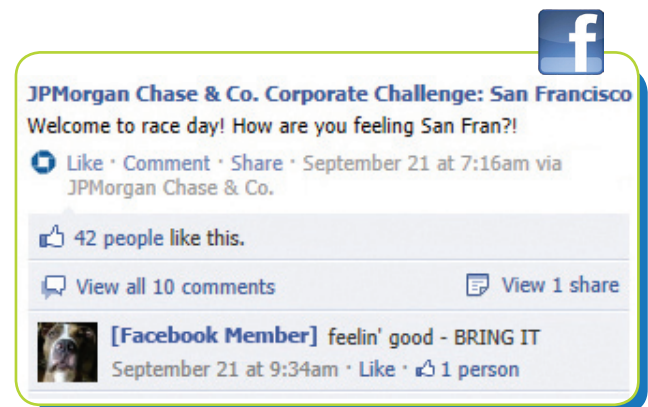 f
JPMorgan Chase & Co. Corporate Challenge: San Francisco
Welcome to race day! How are you feeling San Fran?!
Like · Comment · Share · September 21 at 7:16am via
JPMorgan Chase & Co.
42 people like this.
View all 10 comments
View 1 share
[Facebook Member] feelin' good - BRING IT
September 21 at 9:34am · Like · 1 person